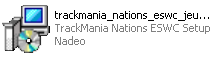 trackmania_nations_eswc_jeu...
TrackMania Nations ESWC Setup
Nadeo